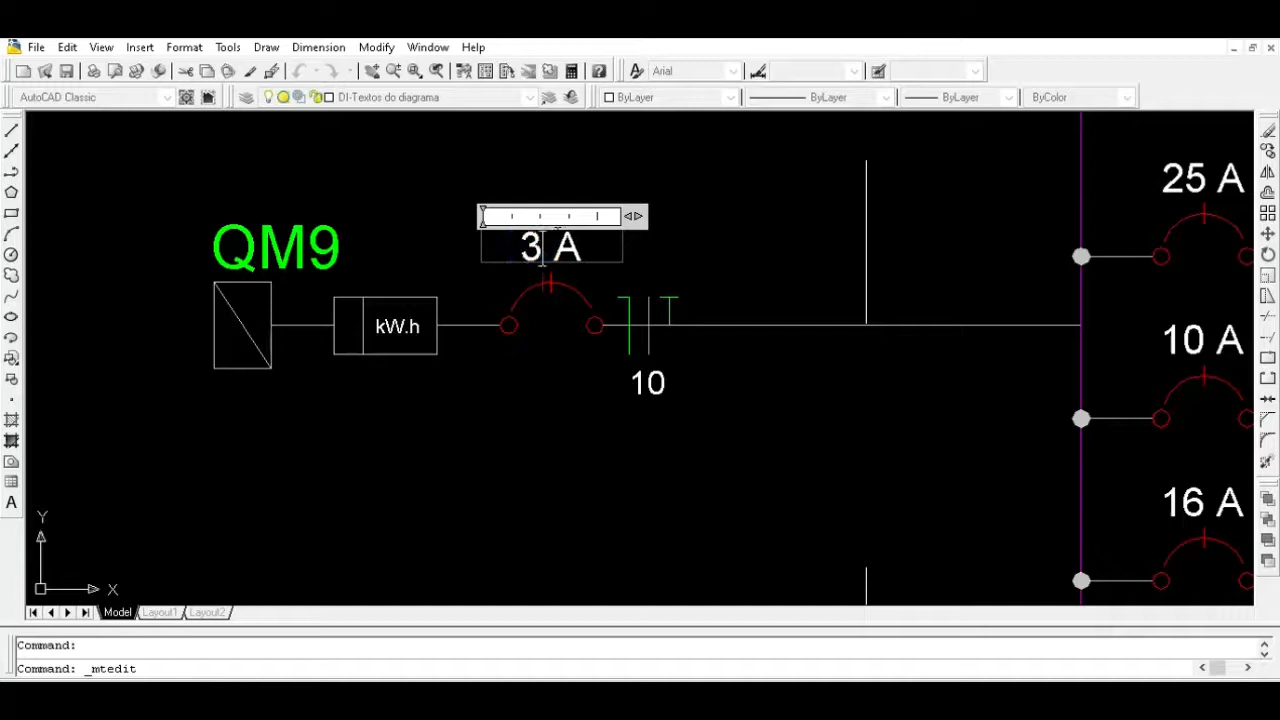 File Edit View Insert Format Tools Draw Dimension Modify Window Help
Arial
AutoCAD Classic
DI-Textos do diagrama
ByLayer
ByLayer
ByLayer
ByColor
25 A
QM9
3 A
kW.h
10
10 A
16 A
Y
X
Model Layout1 Layout2
Command:
Command: _mtedit